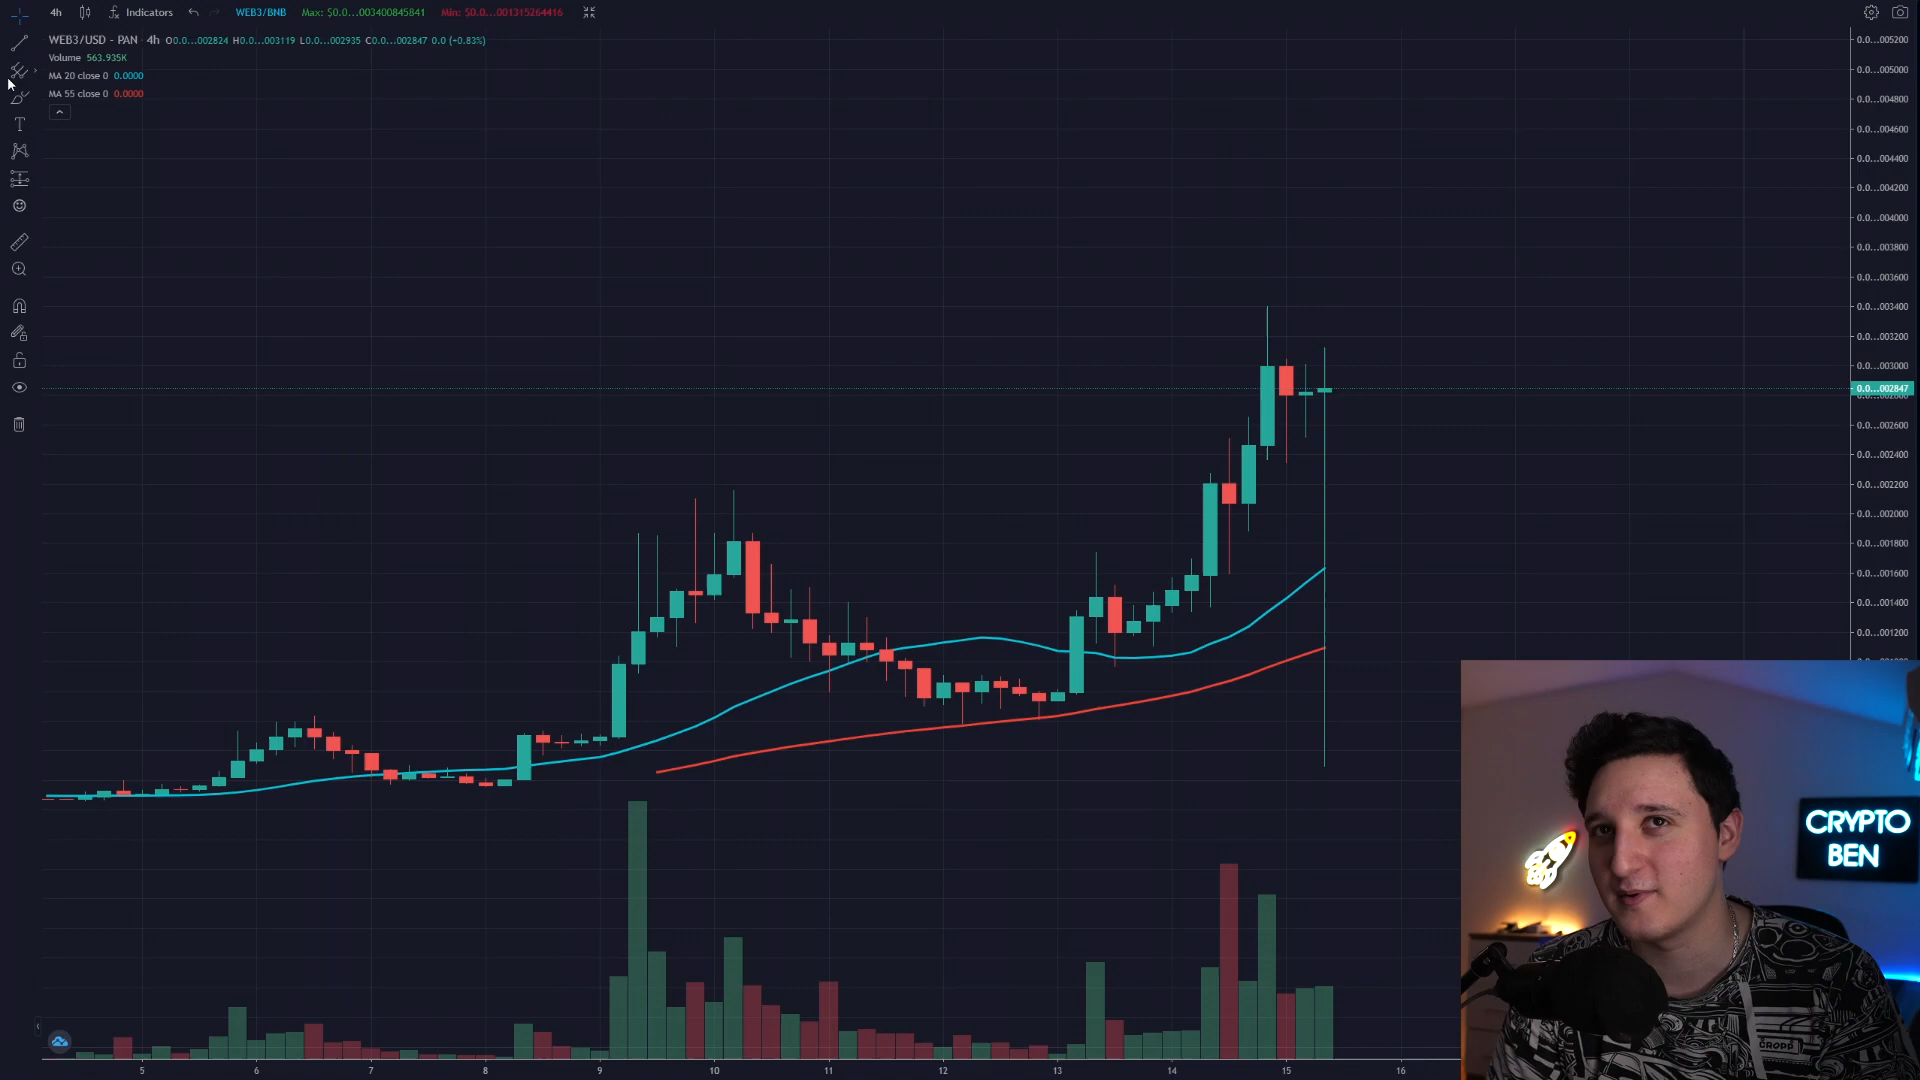 4h Indicators WEB3/BNB Max: $0.0...003400845841 Min: $0.0...001315264416
WEB3/USD - PAN 4h O0.0...002824 H0.0...003119 L0.0...002935 C0.0...002847 0.0 (+0.83%)
Volume 563.935K
MA 20 close 0 0.0000
MA 55 close 0 0.0000
0.0...005200
0.0...005000
0.0...004800
0.0...004600
0.0...004400
0.0...004200
0.0...004000
0.0...003800
0.0...003600
0.0...003400
0.0...003200
0.0...003000
0.0...002847
0.0...002600
0.0...002400
0.0...002200
0.0...002000
0.0...001800
0.0...001600
0.0...001400
0.0...001200
CRYPTO
BEN
5 6 7 8 9 10 11 12 13 14 15 16